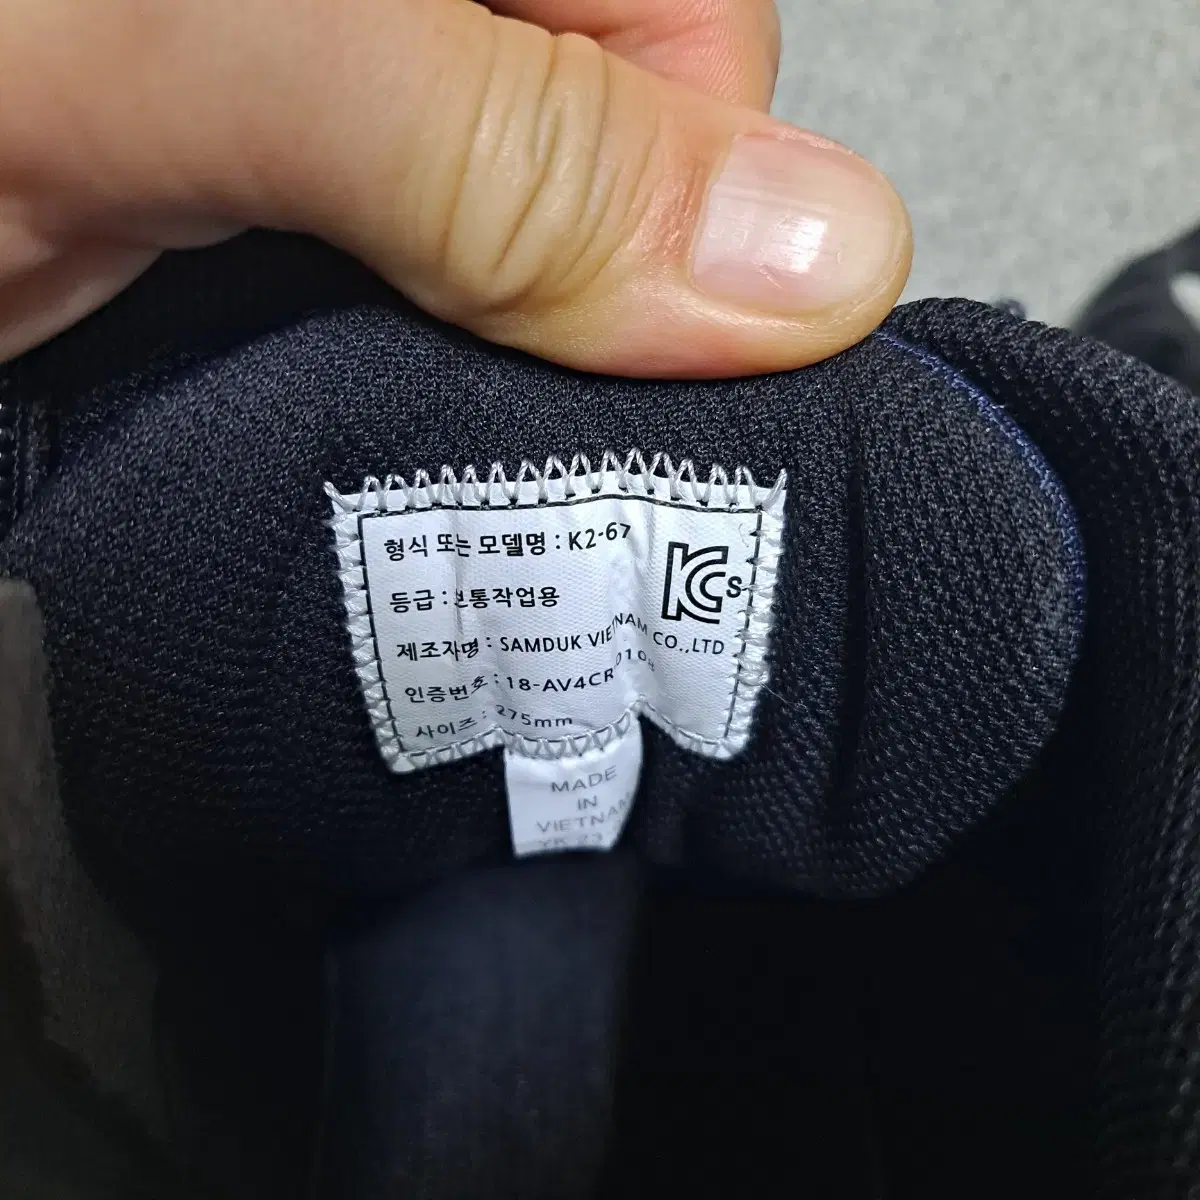 형식 또는 모델명 : K2-67
등급 : 보통작업용
제조자명 : SAMDUK VIETNAM CO.,LTD
인증번호 : 18-AV4CR-0108
사이즈 : 275mm
KCs
MADE
IN
VIETNAM